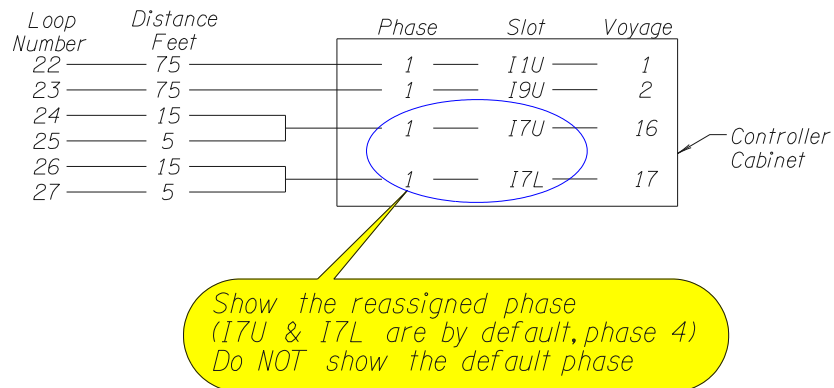 Loop Number
Distance Feet
Phase Slot Voyage
22 75 1 I1U 1
23 75 1 I9U 2
24 15
1 I7U 16
25 5
26 15
1 I7L 17
27 5
Controller
Cabinet
Show the reassigned phase
(I7U & I7L are by default, phase 4)
Do NOT show the default phase